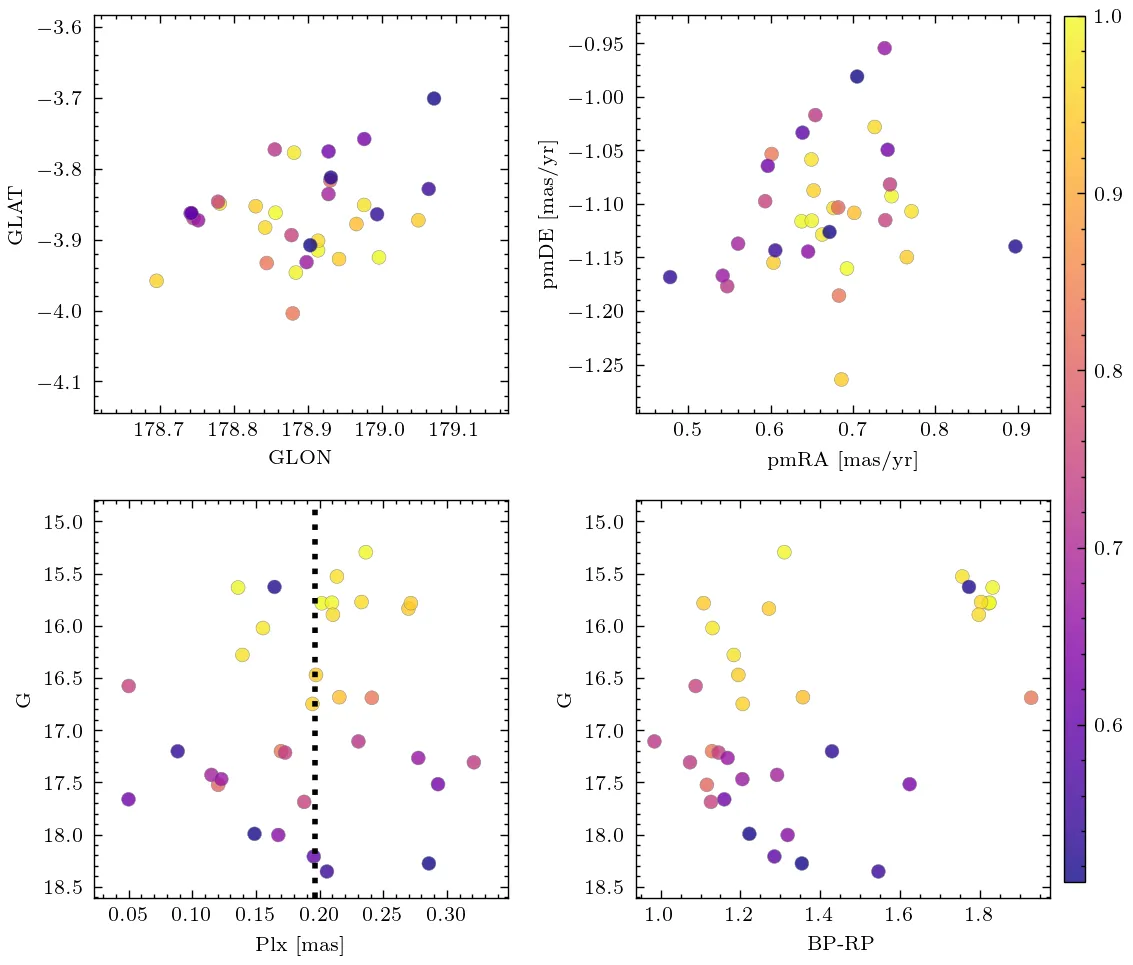 −3.6
−3.7
−3.8
−3.9
−4.0
−4.1
GLAT
178.7 178.8 178.9 179.0 179.1
GLON
−0.95
−1.00
−1.05
−1.10
−1.15
−1.20
−1.25
pmDE [mas/yr]
0.5 0.6 0.7 0.8 0.9
pmRA [mas/yr]
1.0
0.9
0.8
0.7
0.6
15.0
15.5
16.0
16.5
17.0
17.5
18.0
18.5
G
0.05 0.10 0.15 0.20 0.25 0.30
Plx [mas]
15.0
15.5
16.0
16.5
17.0
17.5
18.0
18.5
G
1.0 1.2 1.4 1.6 1.8
BP-RP